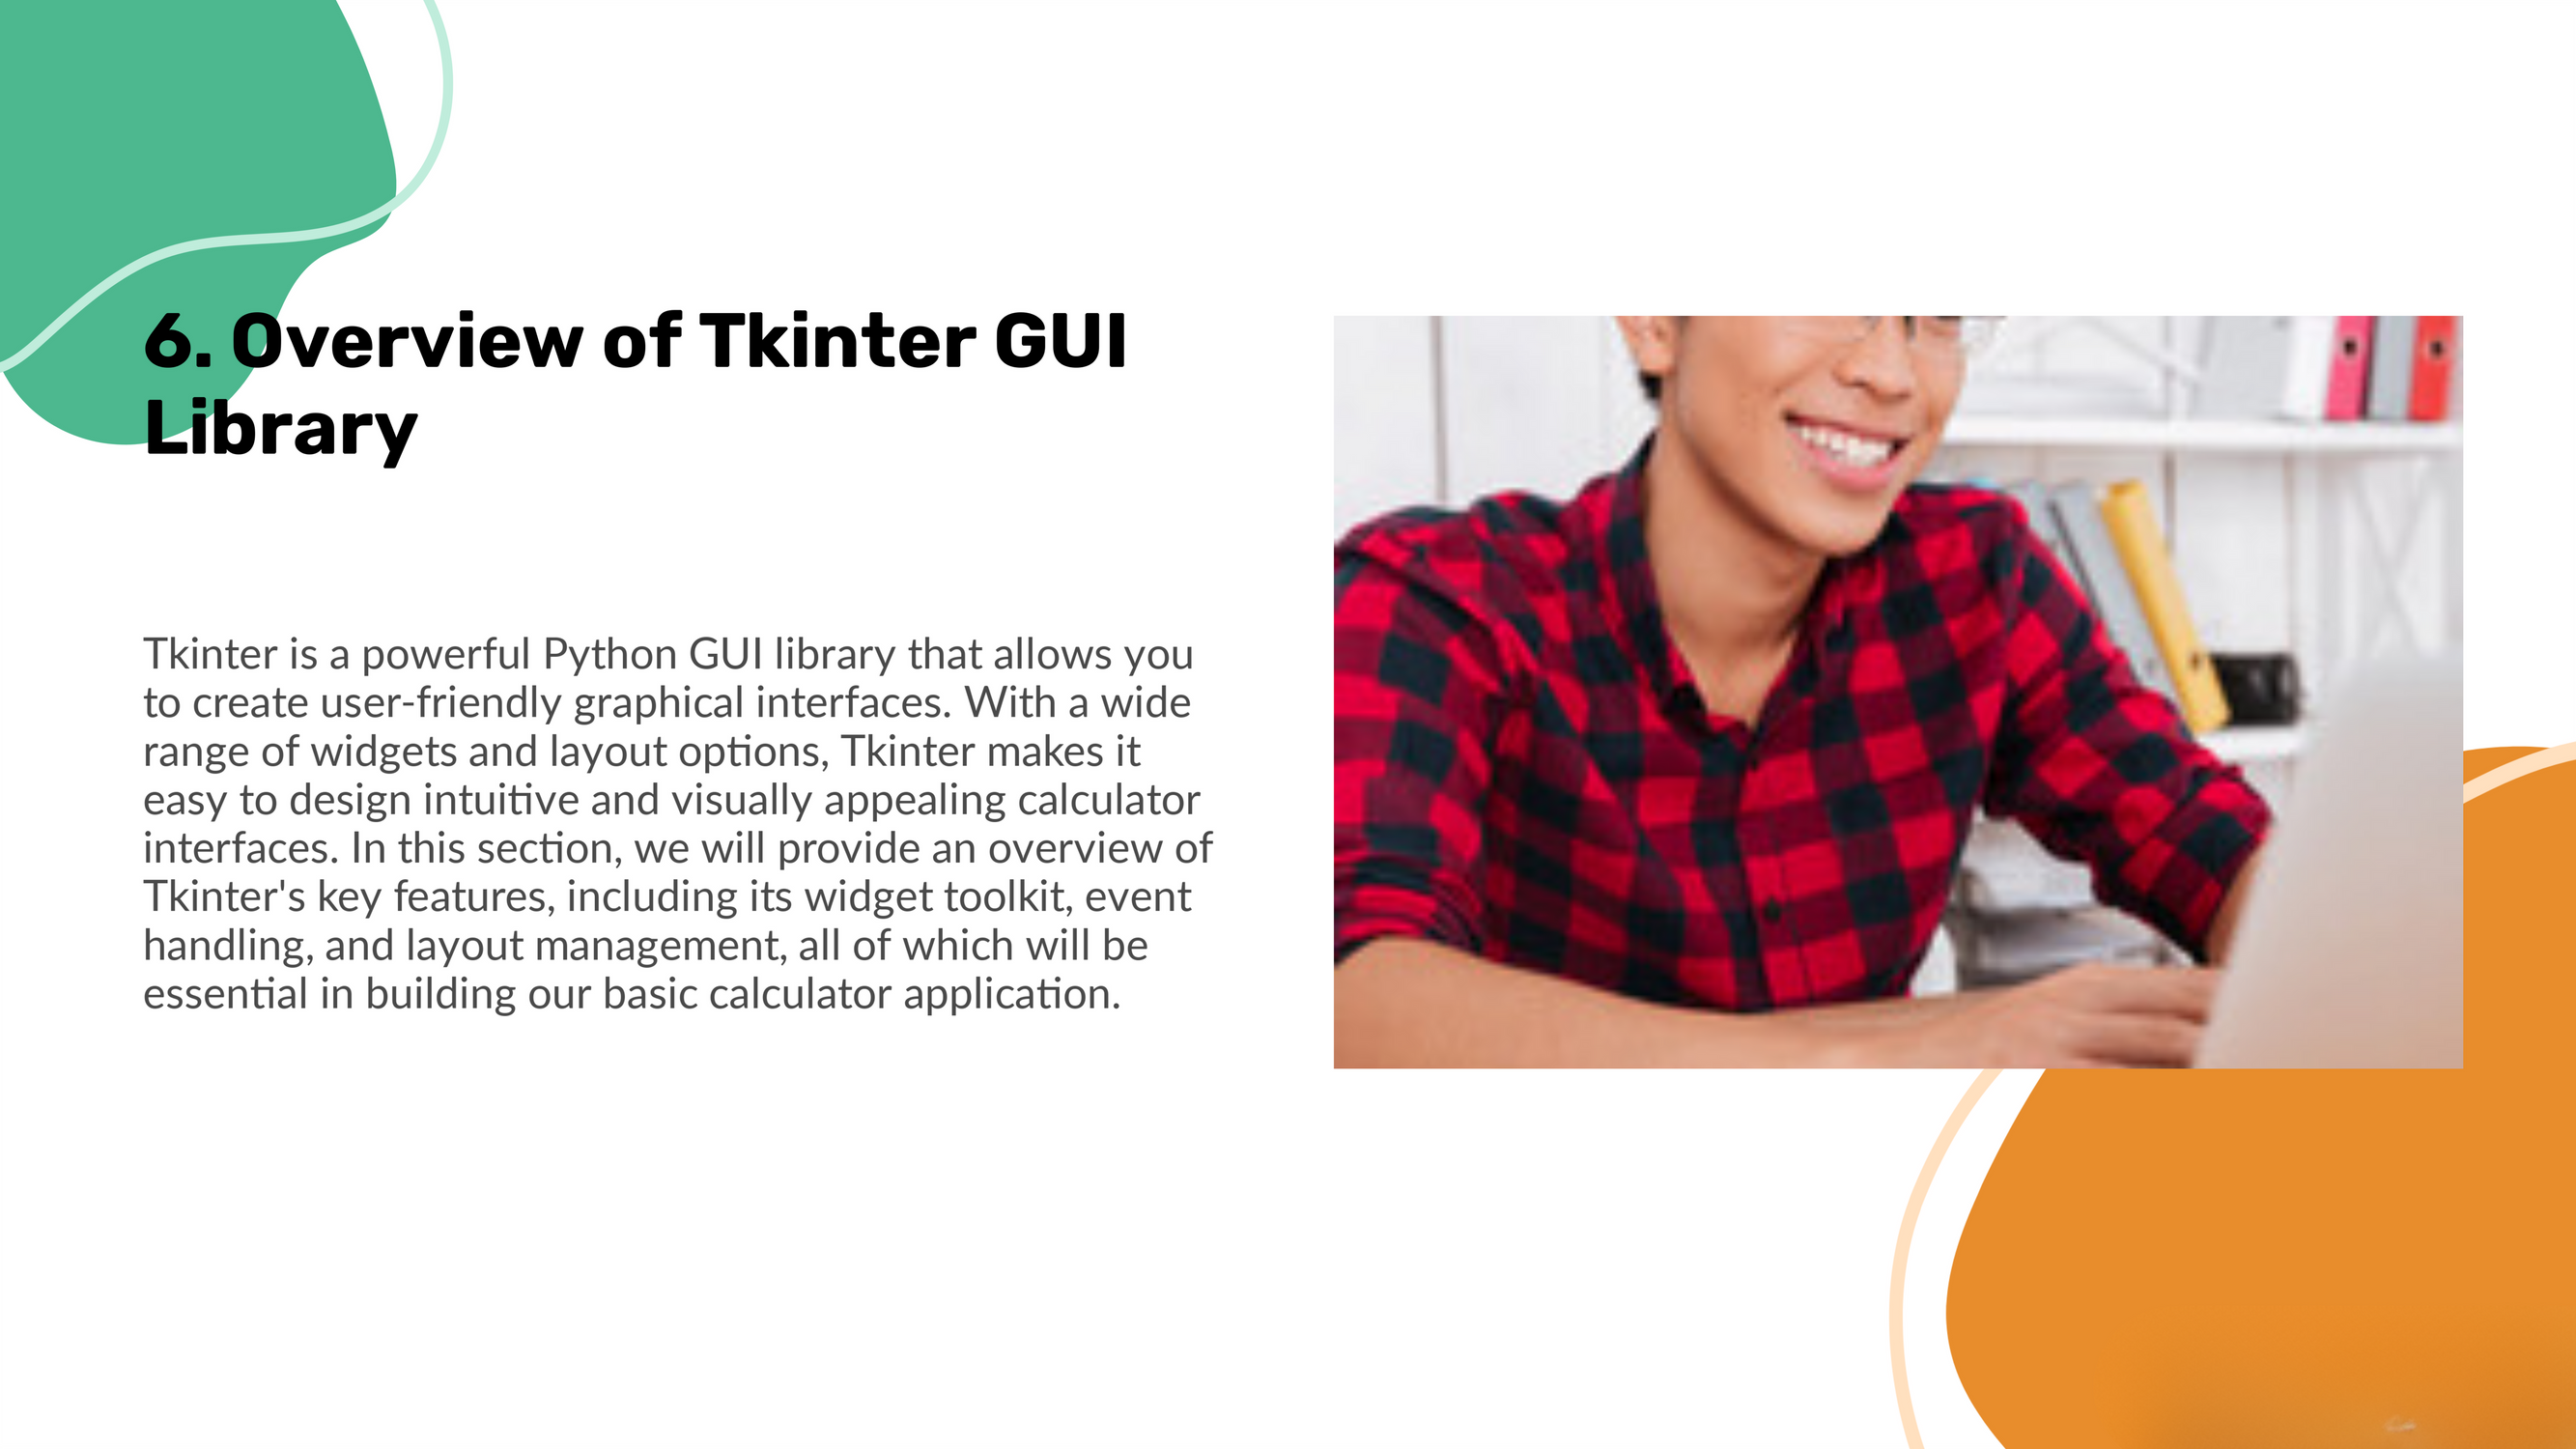 6. Overview of Tkinter GUI
Library
Tkinter is a powerful Python GUI library that allows you
to create user-friendly graphical interfaces. With a wide
range of widgets and layout options, Tkinter makes it
easy to design intuitive and visually appealing calculator
interfaces. In this section, we will provide an overview of
Tkinter's key features, including its widget toolkit, event
handling, and layout management, all of which will be
essential in building our basic calculator application.